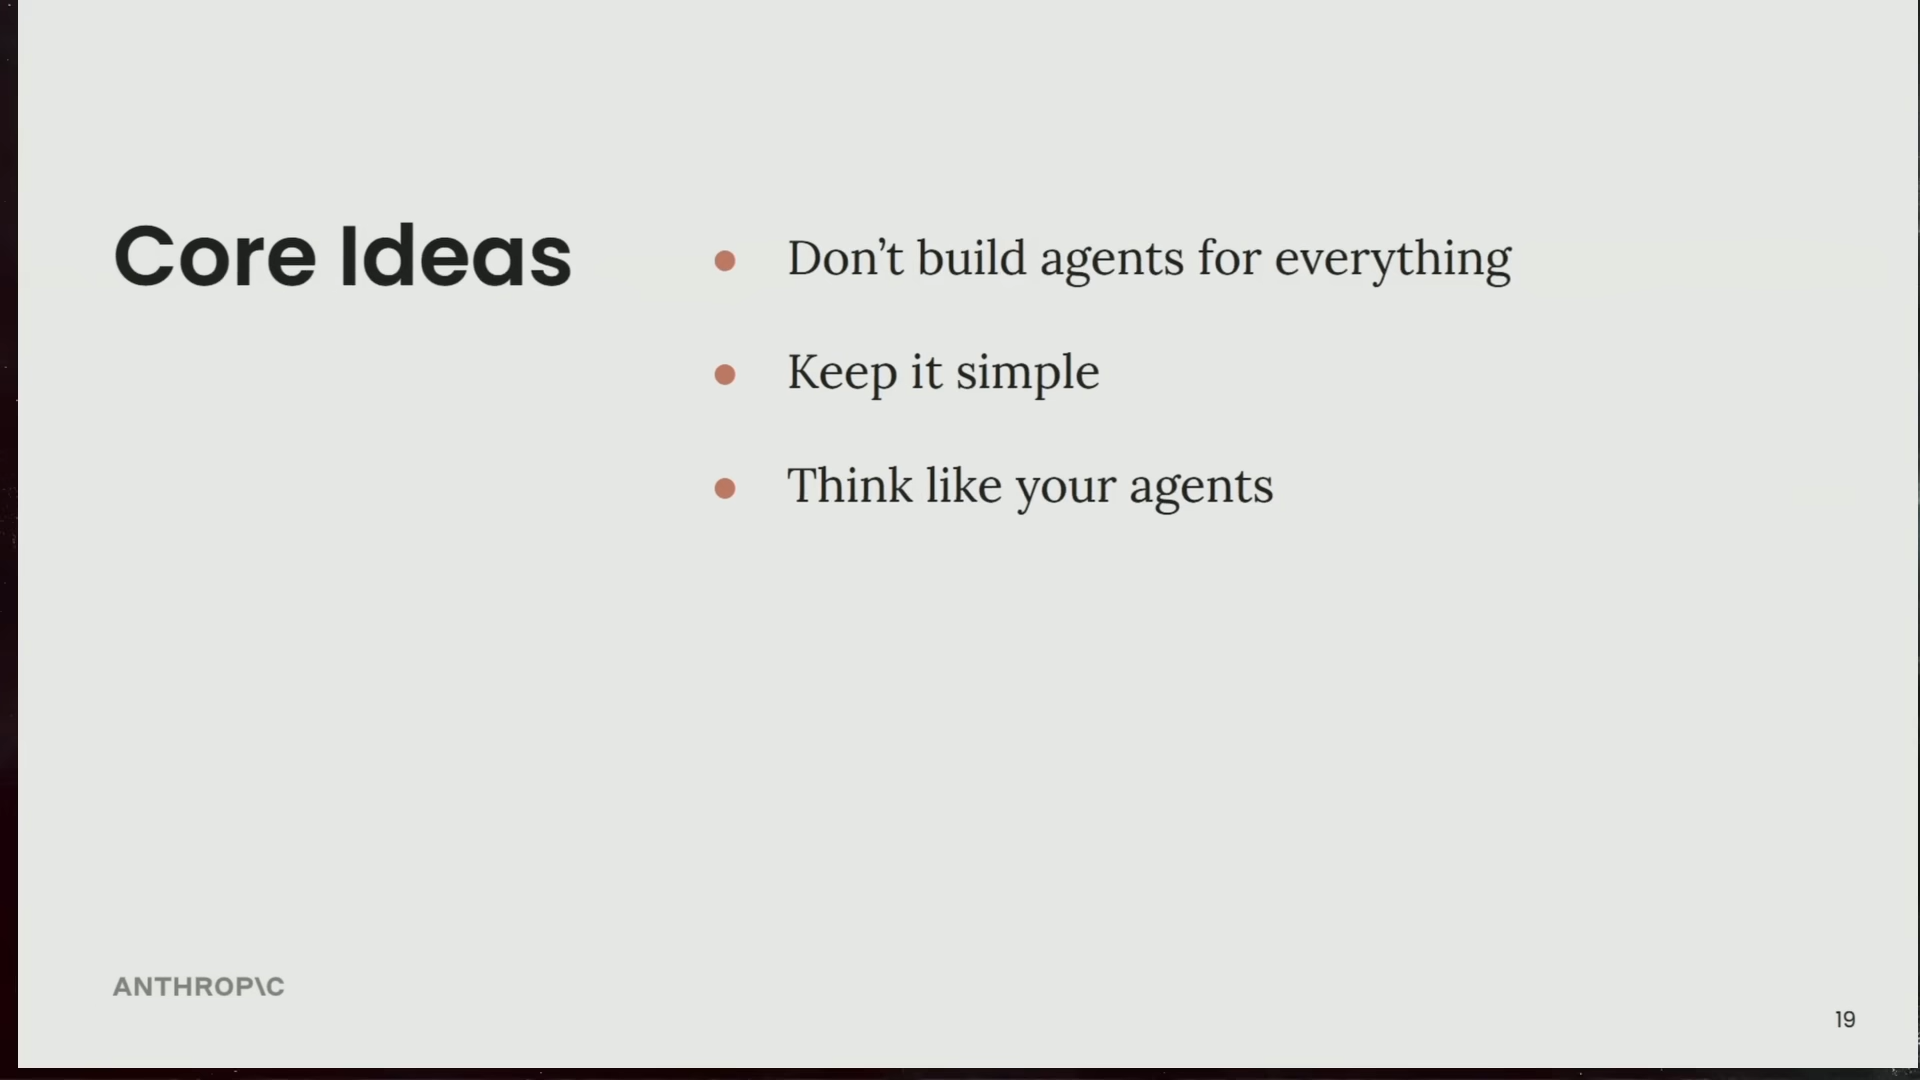 Core Ideas
Don’t build agents for everything
Keep it simple
Think like your agents
ANTHROP\C
19